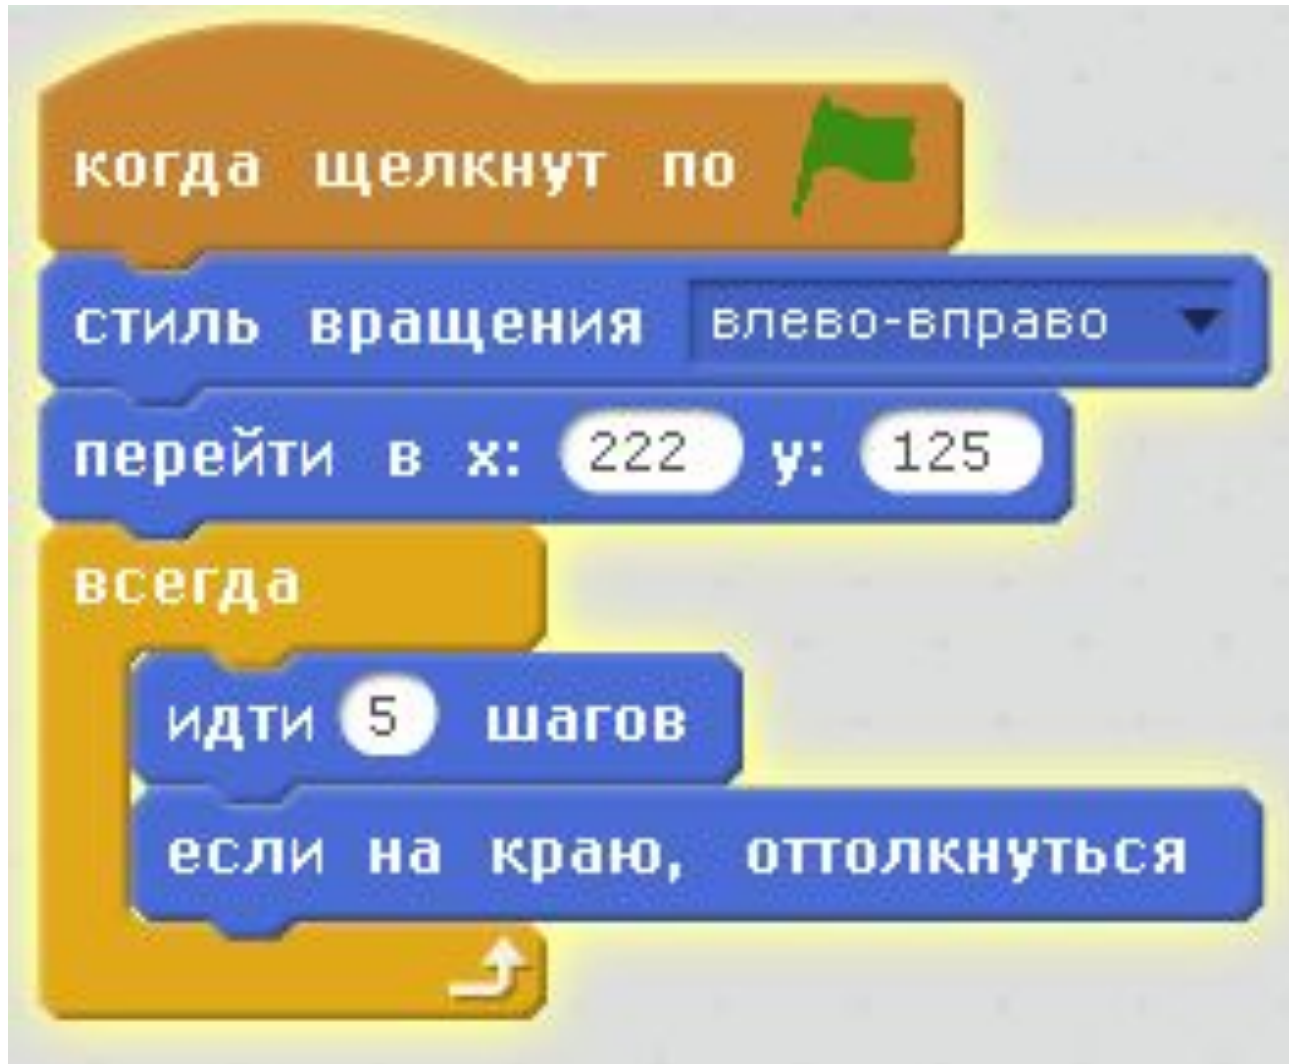 когда щелкнут по
стиль вращения влево-вправо
перейти в x: 222 y: 125
всегда
идти 5 шагов
если на краю, оттолкнуться